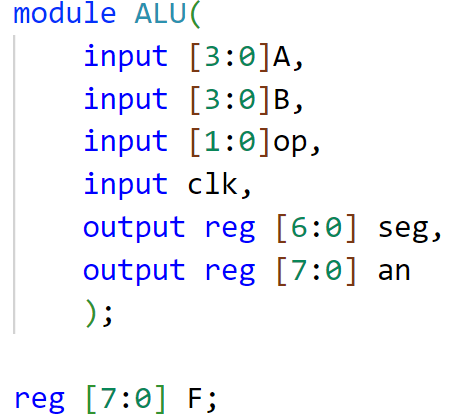 module ALU(
input [3:0]A,
input [3:0]B,
input [1:0]op,
input clk,
output reg [6:0] seg,
output reg [7:0] an
);
reg [7:0] F;